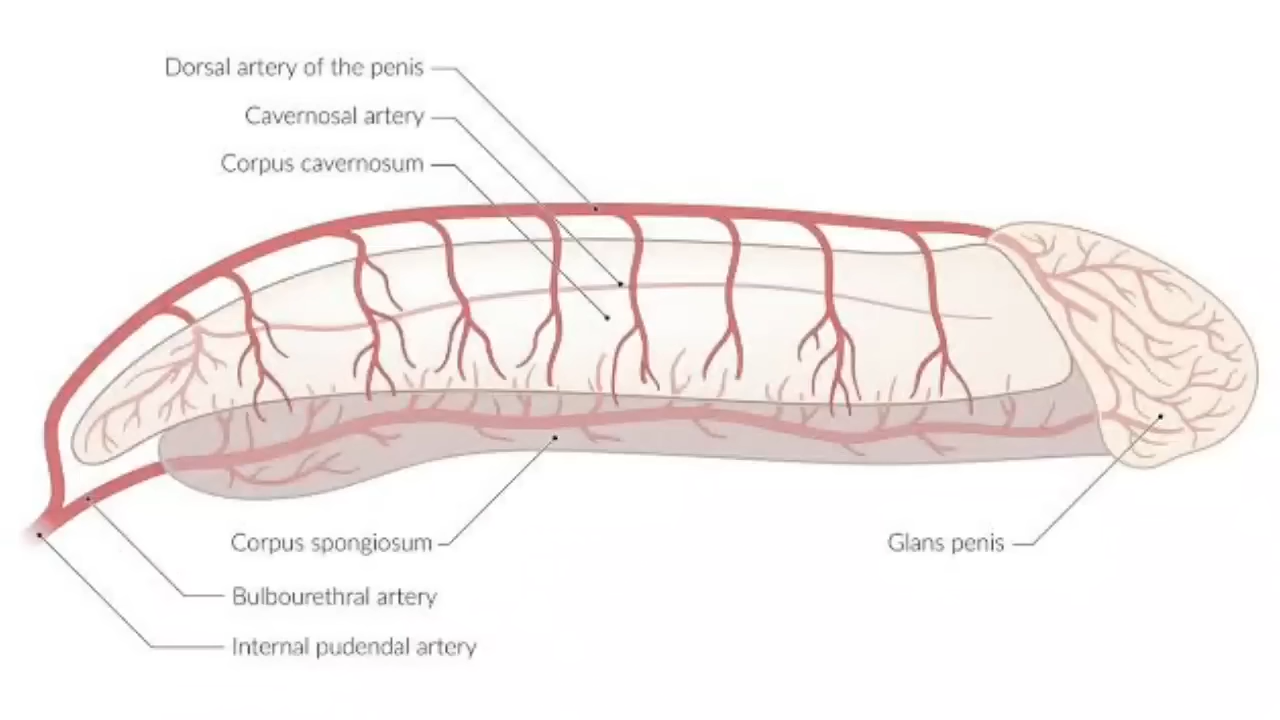 Dorsal artery of the penis
Cavernosal artery
Corpus cavernosum
Corpus spongiosum
Glans penis
Bulbourethral artery
Internal pudendal artery